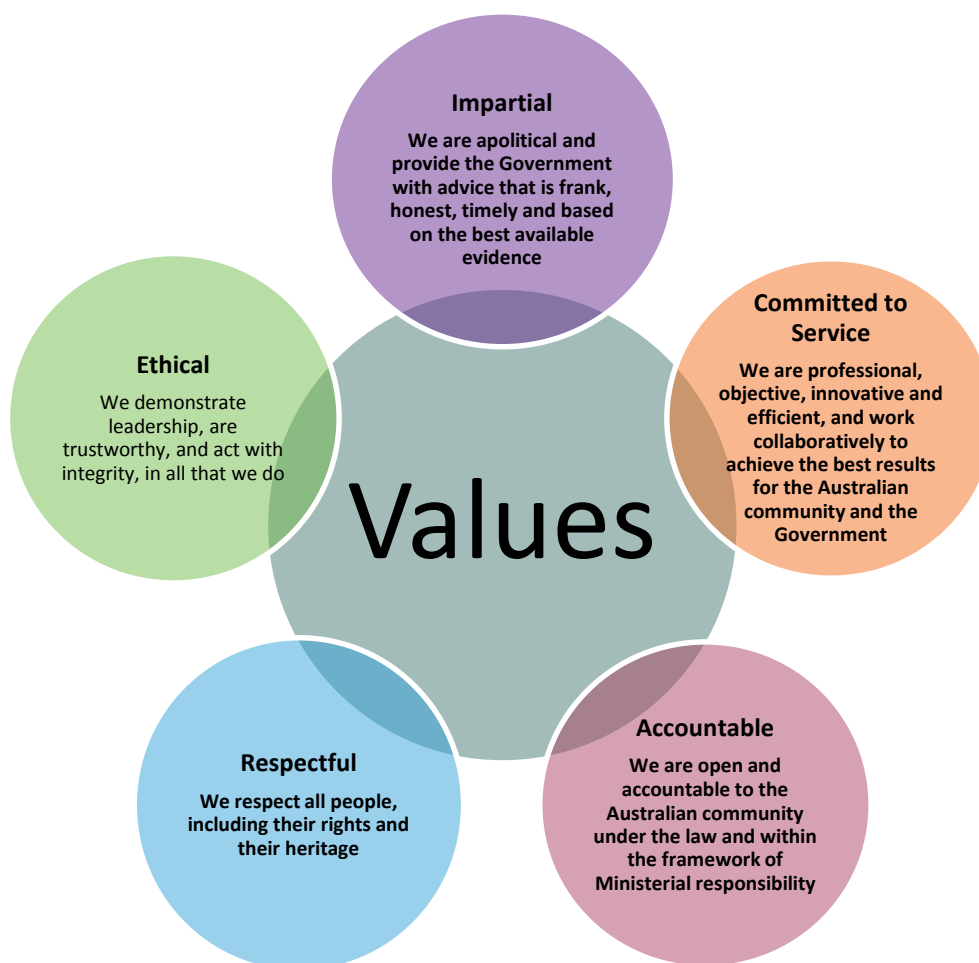 Impartial
We are apolitical and
provide the Government
with advice that is frank,
honest, timely and based
on the best available
evidence
Committed to
Service
We are professional,
objective, innovative and
efficient, and work
collaboratively to
achieve the best results
for the Australian
community and the
Government
Accountable
We are open and
accountable to the
Australian community
under the law and within
the framework of
Ministerial responsibility
Respectful
We respect all people,
including their rights and
their heritage
Ethical
We demonstrate
leadership, are
trustworthy, and act with
integrity, in all that we do
Values